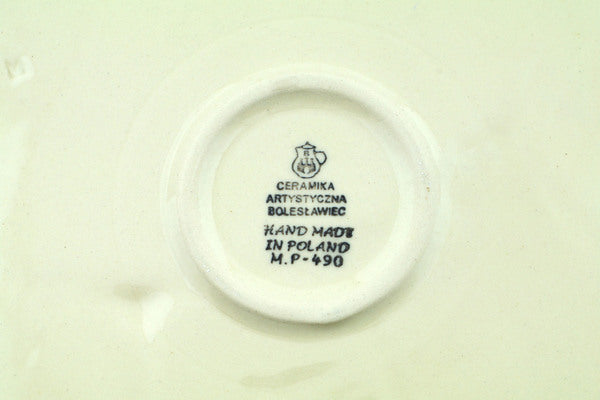 CERAMIKA
ARTYSTYCZNA
BOLESŁAWIEC
HAND MADE
IN POLAND
M.P-490
M